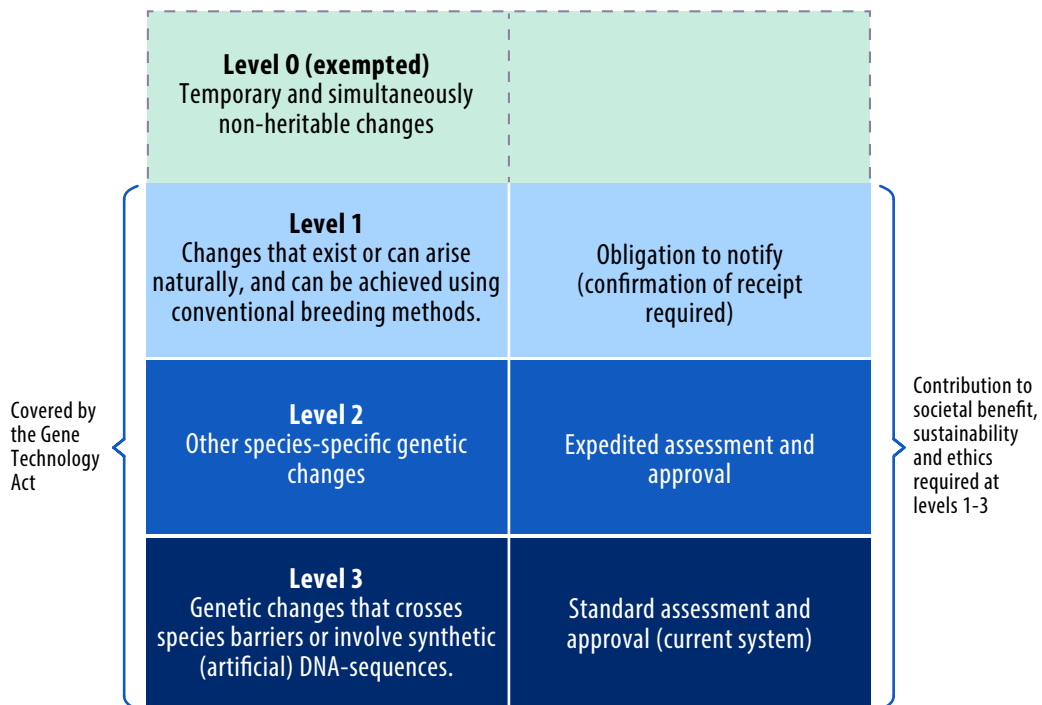 Level 0 (exempted)
Temporary and simultaneously
non-heritable changes
Level 1
Changes that exist or can arise
naturally, and can be achieved using
conventional breeding methods.
Obligation to notify
(confirmation of receipt
required)
Covered by
the Gene
Technology
Act
Level 2
Other species-specific genetic
changes
Expedited assessment and
approval
Contribution to
societal benefit,
sustainability
and ethics
required at
levels 1-3
Level 3
Genetic changes that crosses
species barriers or involve synthetic
(artificial) DNA-sequences.
Standard assessment and
approval (current system)